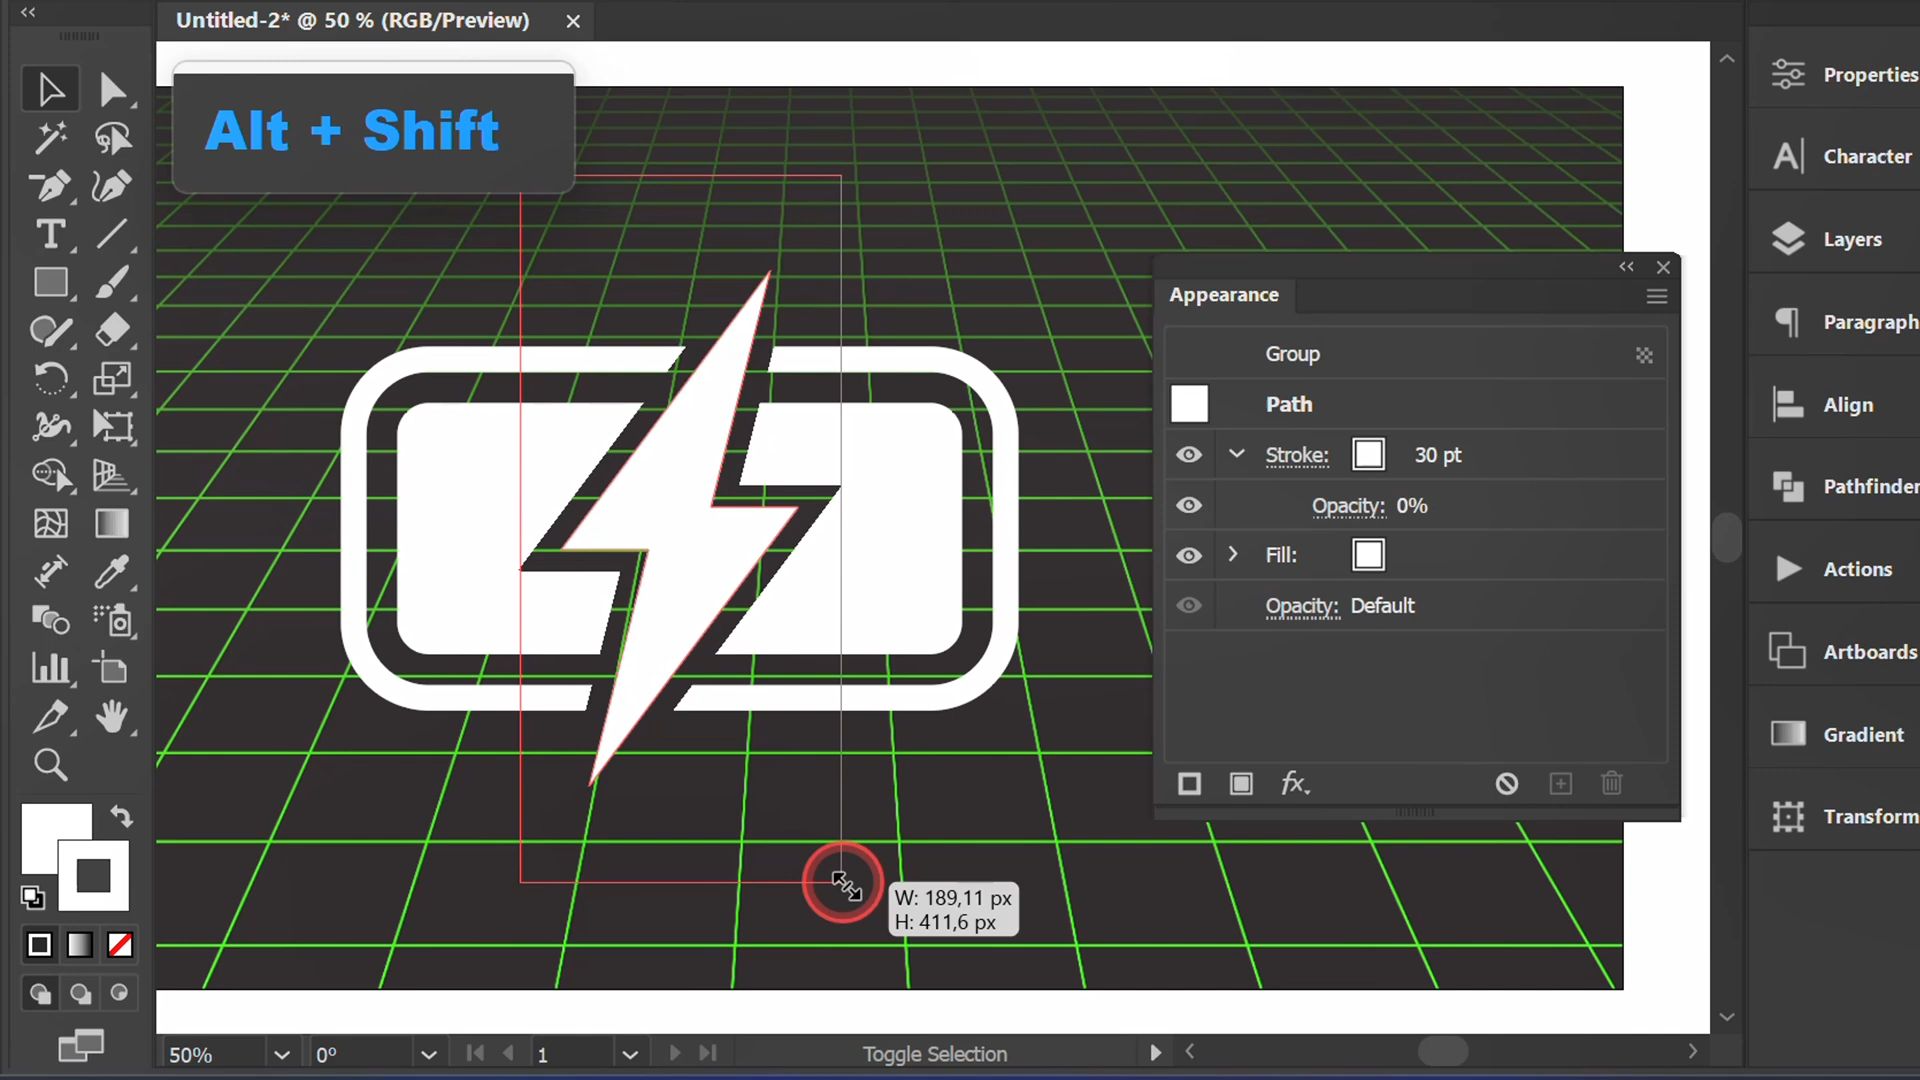 Untitled-2* @ 50 % (RGB/Preview)
Alt + Shift
Appearance
Group
Path
Stroke: 30 pt
Opacity: 0%
Fill:
Opacity: Default
fx
W: 189,11 px
H: 411,6 px
Properties
Character
Layers
Paragraph
Align
Pathfinder
Actions
Artboards
Gradient
Transform
50%
0°
1
Toggle Selection